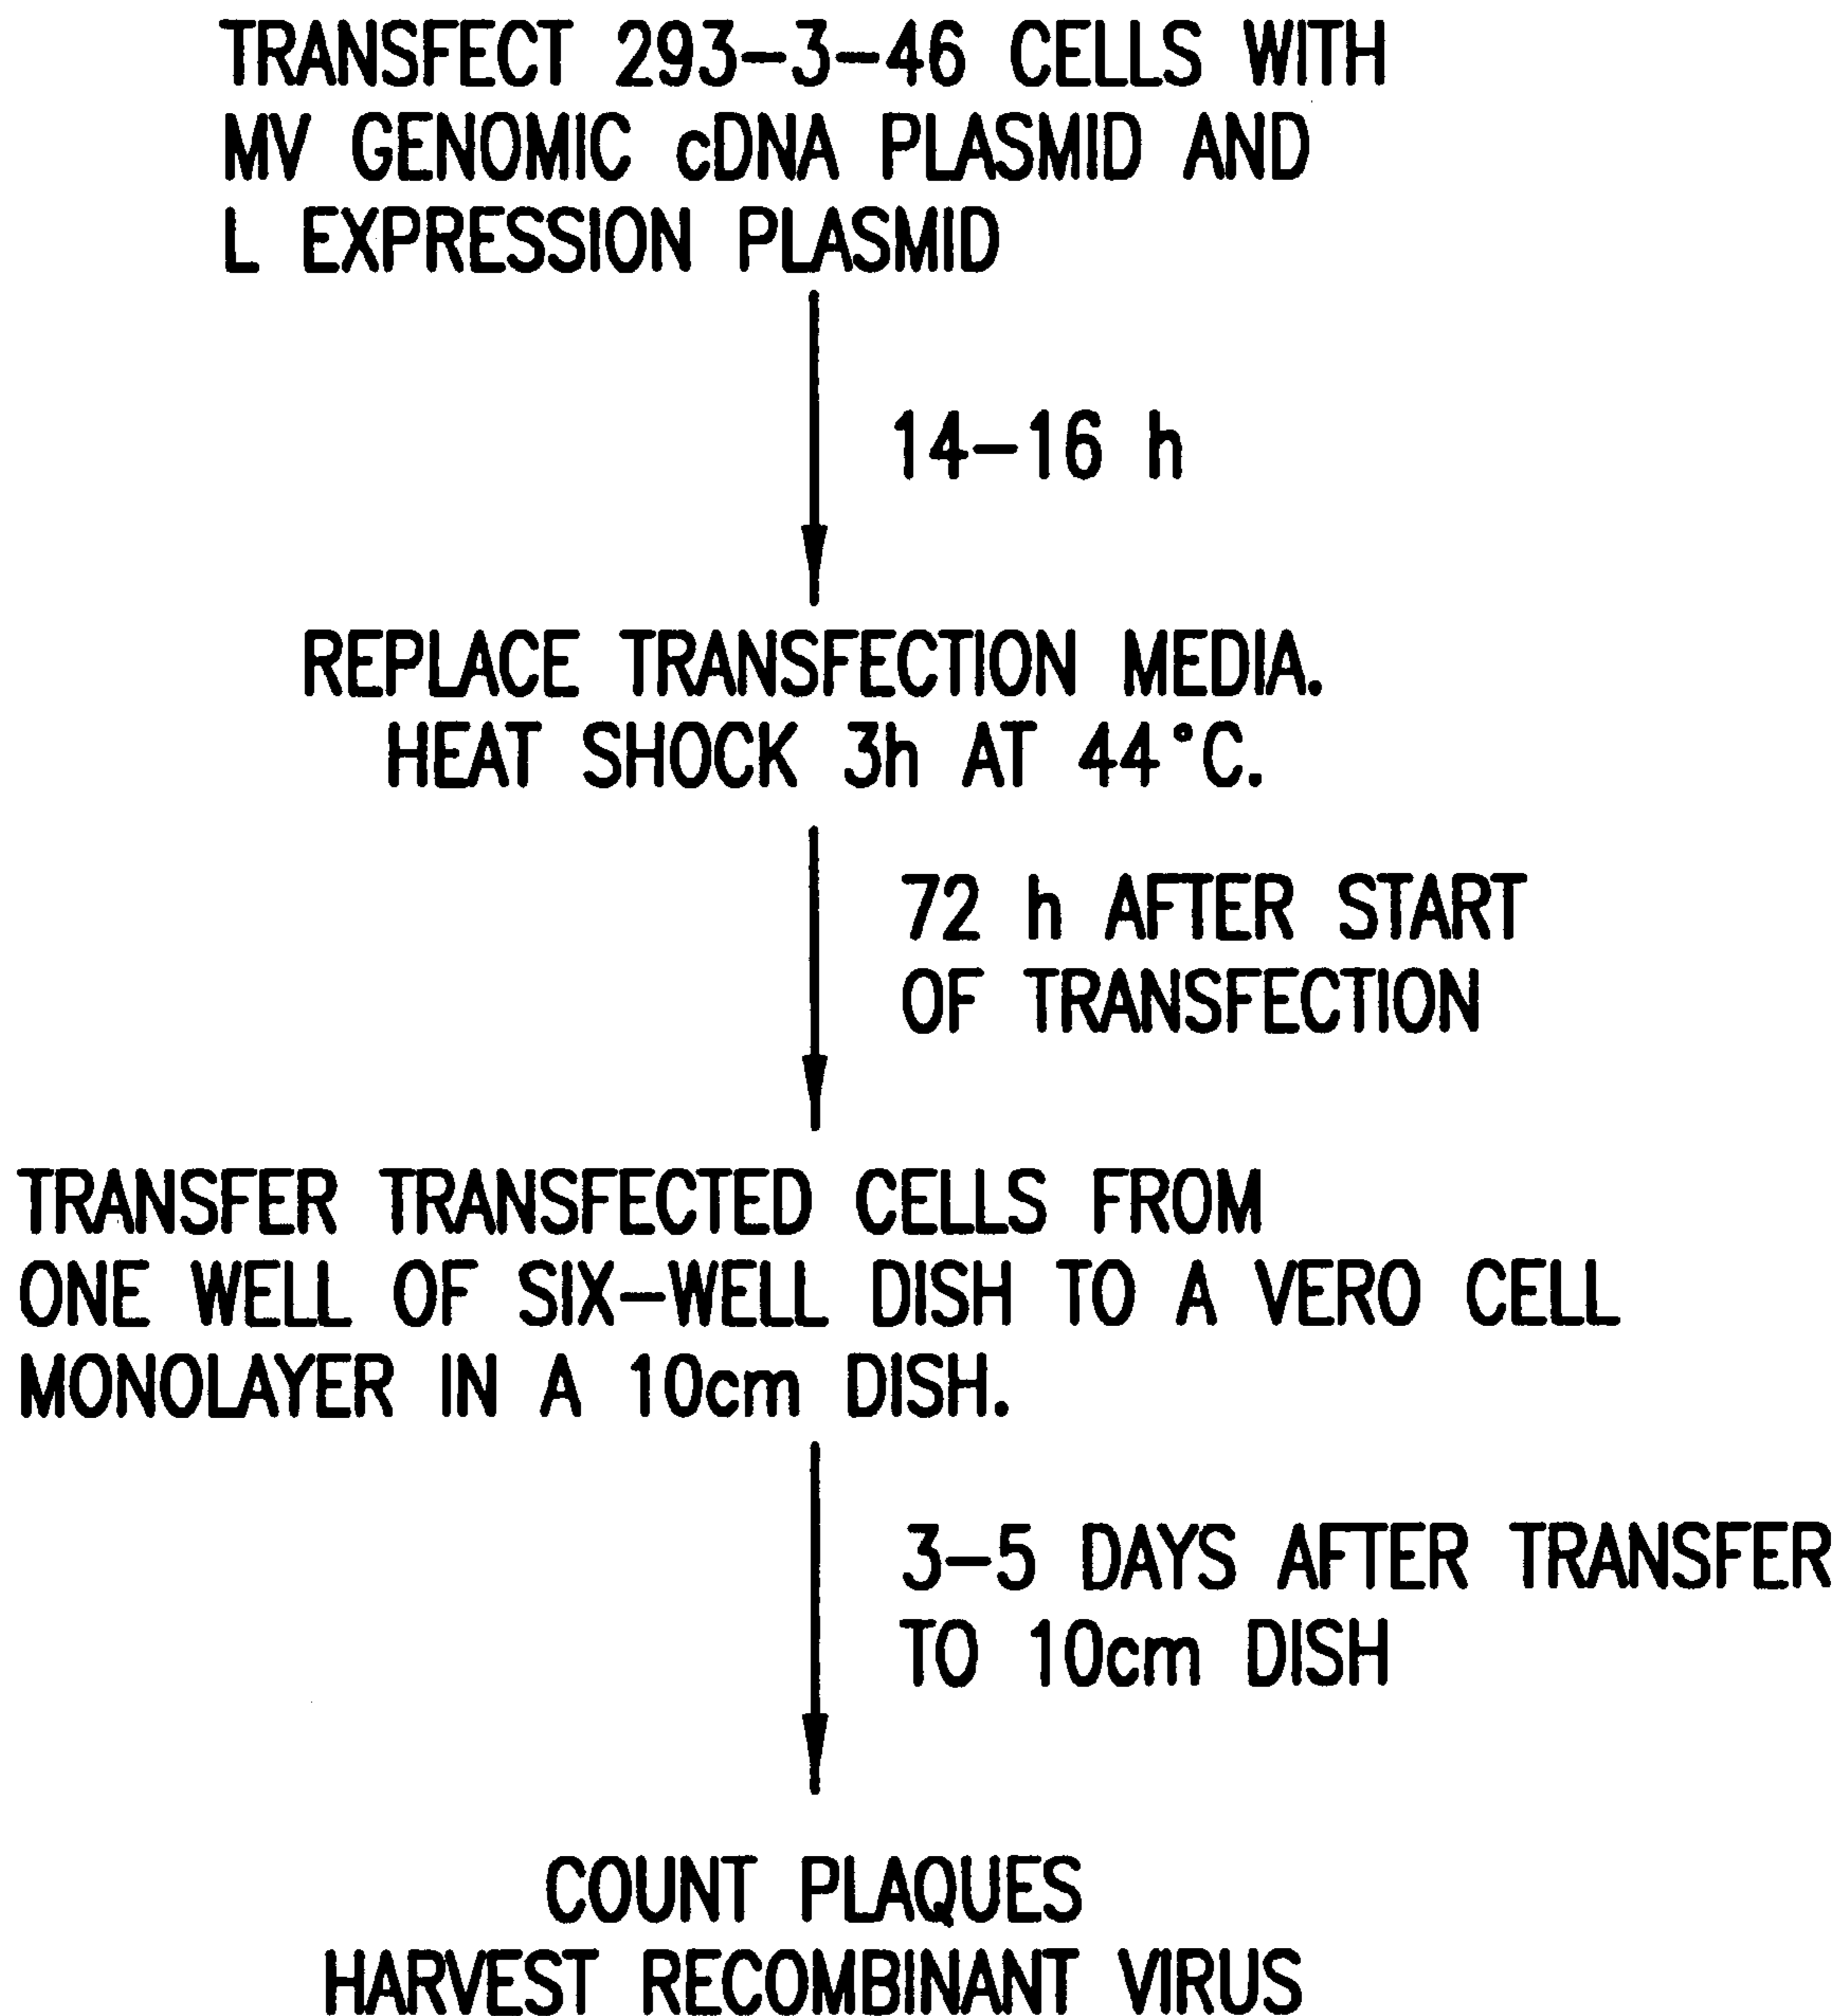 TRANSFECT 293-3-46 CELLS WITH
MV GENOMIC cDNA PLASMID AND
L EXPRESSION PLASMID
14-16 h
REPLACE TRANSFECTION MEDIA.
HEAT SHOCK 3h AT 44°C.
72 h AFTER START
OF TRANSFECTION
TRANSFER TRANSFECTED CELLS FROM
ONE WELL OF SIX-WELL DISH TO A VERO CELL
MONOLAYER IN A 10cm DISH.
3-5 DAYS AFTER TRANSFER
TO 10cm DISH
COUNT PLAQUES
HARVEST RECOMBINANT VIRUS